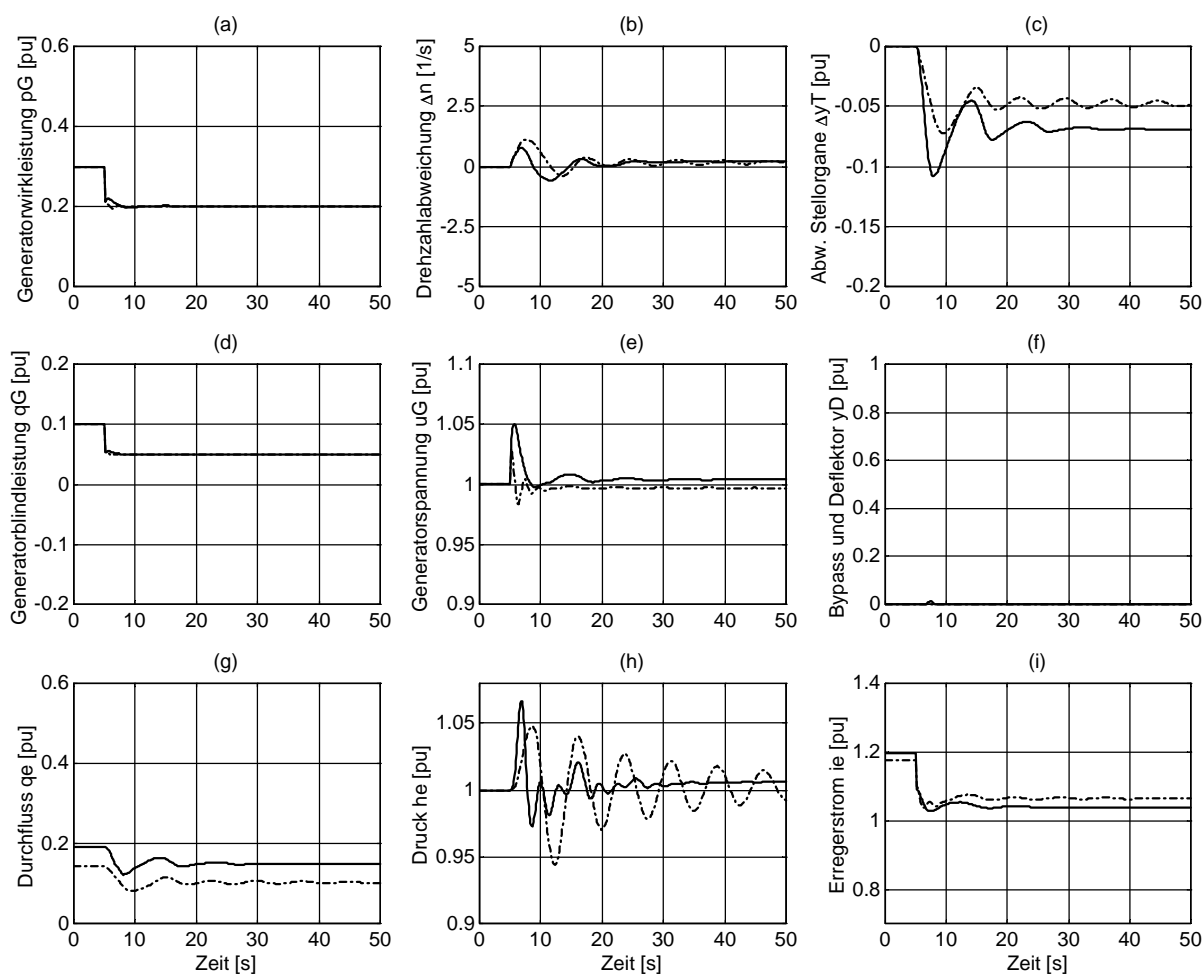 (a)
Generatorwirkleistung pG [pu]
0.6
0.4
0.2
0
0 10 20 30 40 50
(b)
Drehzahlabweichung Δn [1/s]
5
2.5
0
-2.5
-5
0 10 20 30 40 50
(c)
Abw. Stellorgane ΔyT [pu]
0
-0.05
-0.1
-0.15
-0.2
0 10 20 30 40 50
(d)
Generatorblindleistung qG [pu]
0.2
0.1
0
-0.1
-0.2
0 10 20 30 40 50
(e)
Generatorspannung uG [pu]
1.1
1.05
1
0.95
0.9
0 10 20 30 40 50
(f)
Bypass und Deflektor yD [pu]
1
0.8
0.6
0.4
0.2
0
0 10 20 30 40 50
(g)
Durchfluss qe [pu]
0.6
0.4
0.2
0
0 10 20 30 40 50
Zeit [s]
(h)
Druck he [pu]
1.05
1
0.95
0.9
0 10 20 30 40 50
Zeit [s]
(i)
Erregerstrom ie [pu]
1.4
1.2
1
0.8
0 10 20 30 40 50
Zeit [s]